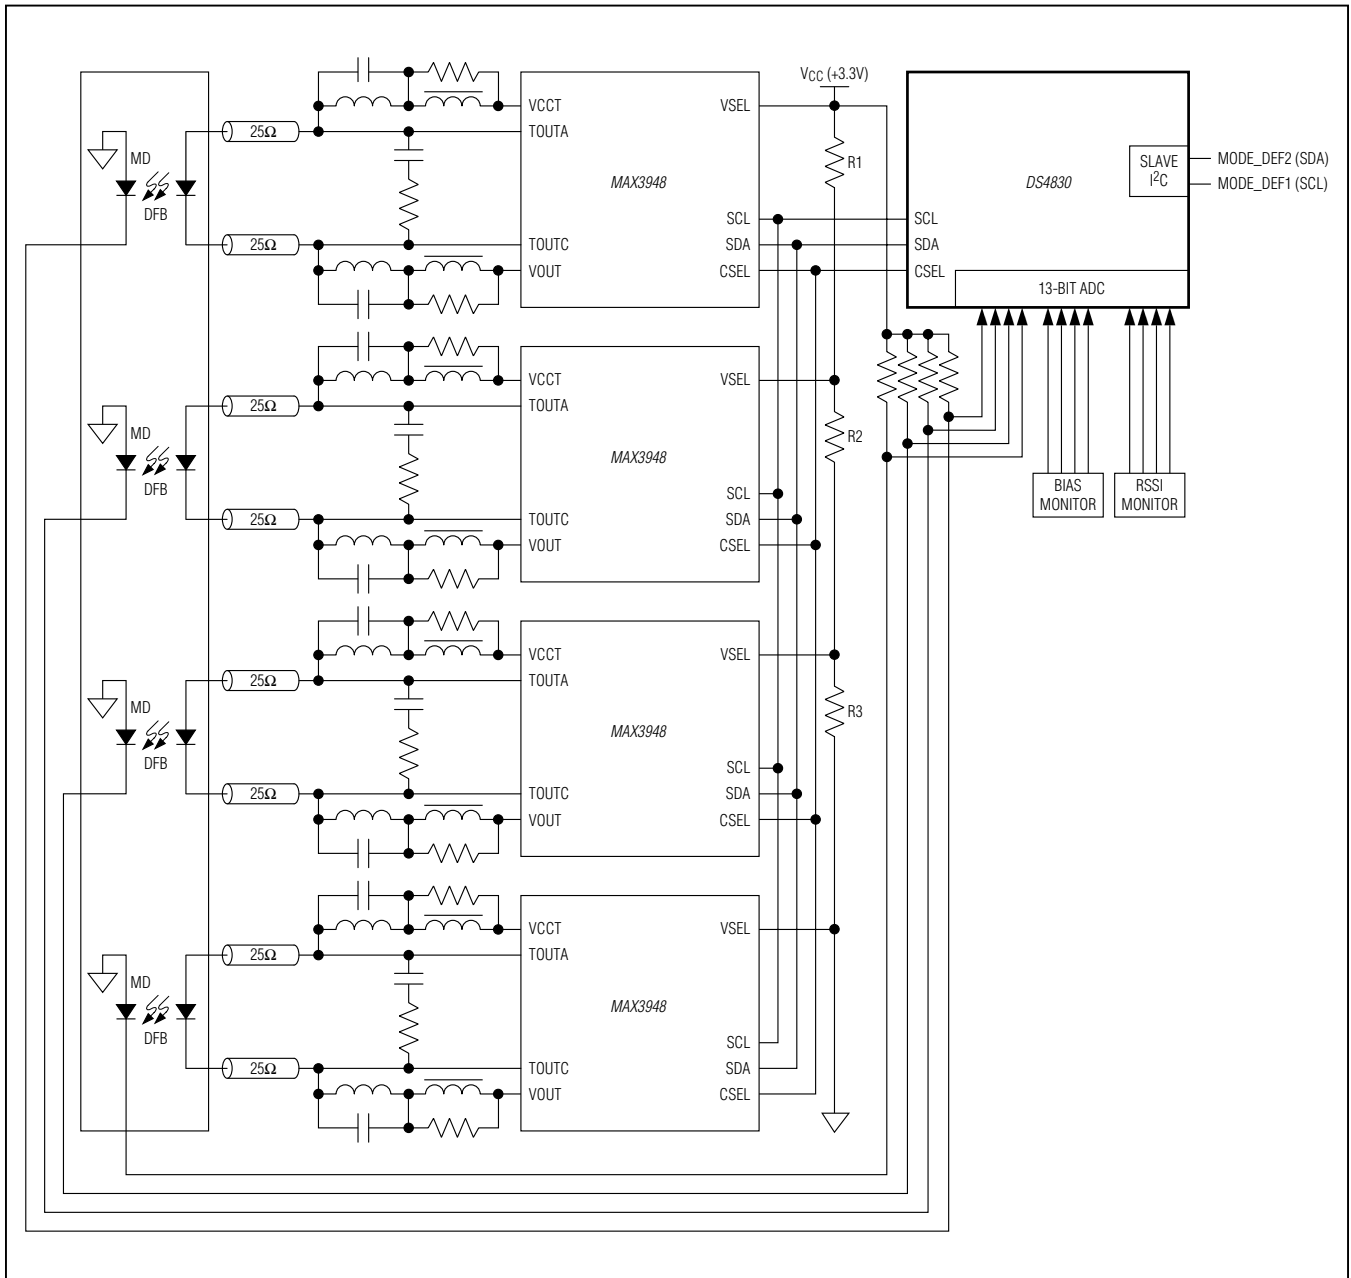 VCC (+3.3V)
25Ω
VCCT
VSEL
TOUTA
R1
MD
DFB
MAX3948
DS4830
SLAVE
I2C
MODE_DEF2 (SDA)
MODE_DEF1 (SCL)
SCL
SCL
25Ω
TOUTC
SDA
SDA
VOUT
CSEL
CSEL
13-BIT ADC
VCCT
VSEL
25Ω
TOUTA
MD
R2
DFB
MAX3948
BIAS
MONITOR
RSSI
MONITOR
SCL
25Ω
TOUTC
SDA
VOUT
CSEL
VCCT
VSEL
25Ω
TOUTA
MD
R3
DFB
MAX3948
SCL
25Ω
TOUTC
SDA
VOUT
CSEL
VCCT
VSEL
25Ω
TOUTA
MD
DFB
MAX3948
SCL
25Ω
TOUTC
SDA
VOUT
CSEL